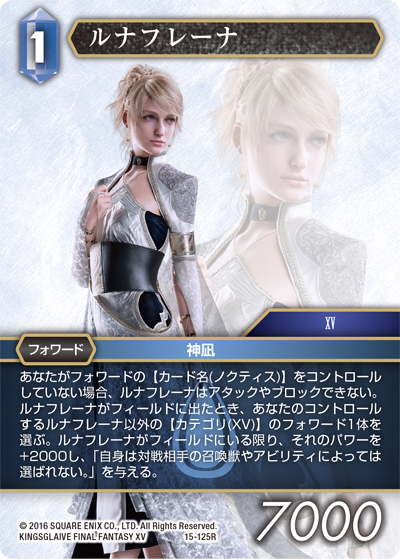 1
ルナフレーナ
XV
フォワード
神凪
あなたがフォワードの【カード名(ノクティス)】をコントロール
していない場合、ルナフレーナはアタックやブロックできない。
ルナフレーナがフィールドに出たとき、あなたのコントロール
するルナフレーナ以外の【カテゴリ(XV)】のフォワード1体を
選ぶ。ルナフレーナがフィールドにいる限り、それのパワーを
+2000し、「自身は対戦相手の召喚獣やアビリティによっては
選ばれない。」を与える。
© 2016 SQUARE ENIX CO., LTD. All Rights Reserved.
KINGSGLAIVE FINAL FANTASY XV
15-125R
7000